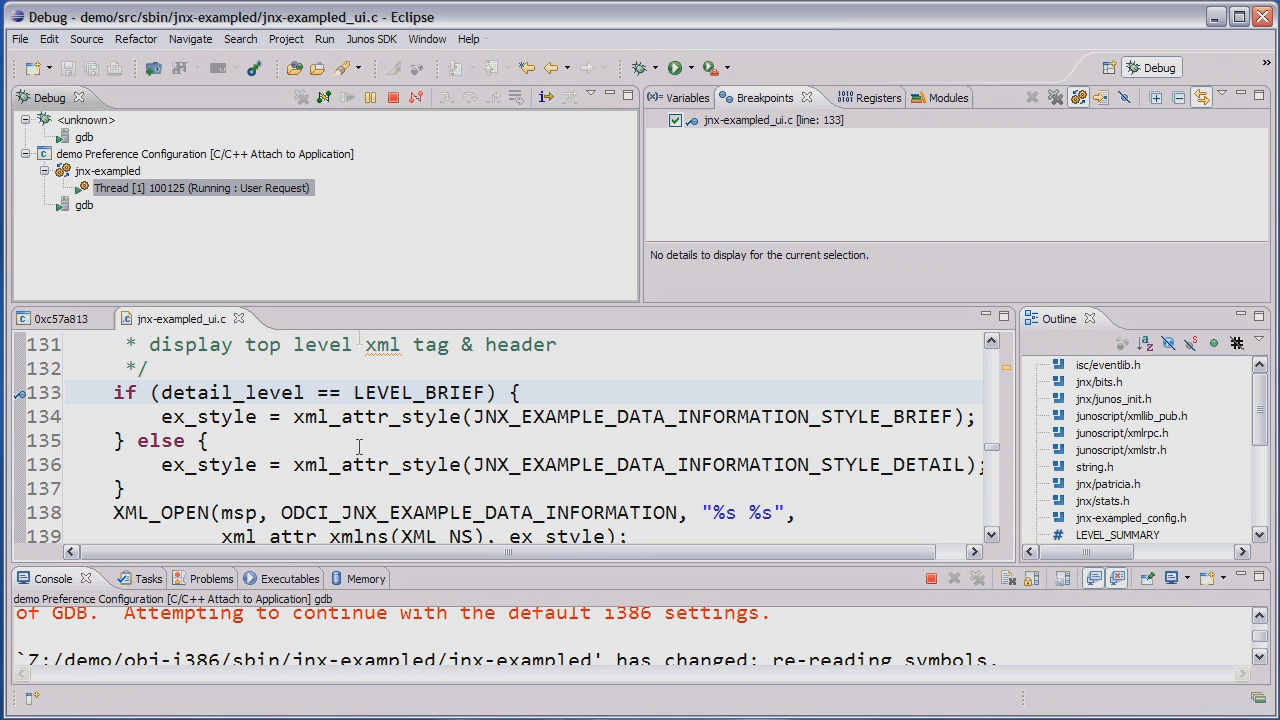 Debug - demo/src/sbin/jnx-exampled/jnx-exampled_ui.c - Eclipse
File Edit Source Refactor Navigate Search Project Run Junos SDK Window Help
Debug
Debug
<unknown>
gdb
demo Preference Configuration [C/C++ Attach to Application]
jnx-exampled
Thread [1] 100125 (Running : User Request)
gdb
Variables Breakpoints Registers Modules
jnx-exampled_ui.c [line: 133]
No details to display for the current selection.
0xc57a813 jnx-exampled_ui.c
131 * display top level xml tag & header
132 */
133 if (detail_level == LEVEL_BRIEF) {
134 ex_style = xml_attr_style(JNX_EXAMPLE_DATA_INFORMATION_STYLE_BRIEF);
135 } else {
136 ex_style = xml_attr_style(JNX_EXAMPLE_DATA_INFORMATION_STYLE_DETAIL);
137 }
138 XML_OPEN(msp, ODCI_JNX_EXAMPLE_DATA_INFORMATION, "%s %s",
139 xml_attr_xmlns(XML_NS), ex_style);
Outline
isc/eventlib.h
jnx/bits.h
jnx/junos_init.h
junoscript/xmllib_pub.h
junoscript/xmlrpc.h
junoscript/xmlstr.h
string.h
jnx/patricia.h
jnx/stats.h
jnx-exampled_config.h
LEVEL_SUMMARY
Console Tasks Problems Executables Memory
demo Preference Configuration [C/C++ Attach to Application] gdb
of GDB.  Attempting to continue with the default i386 settings.
`Z:/demo/obj-i386/sbin/jnx-exampled/jnx-exampled' has changed; re-reading symbols.